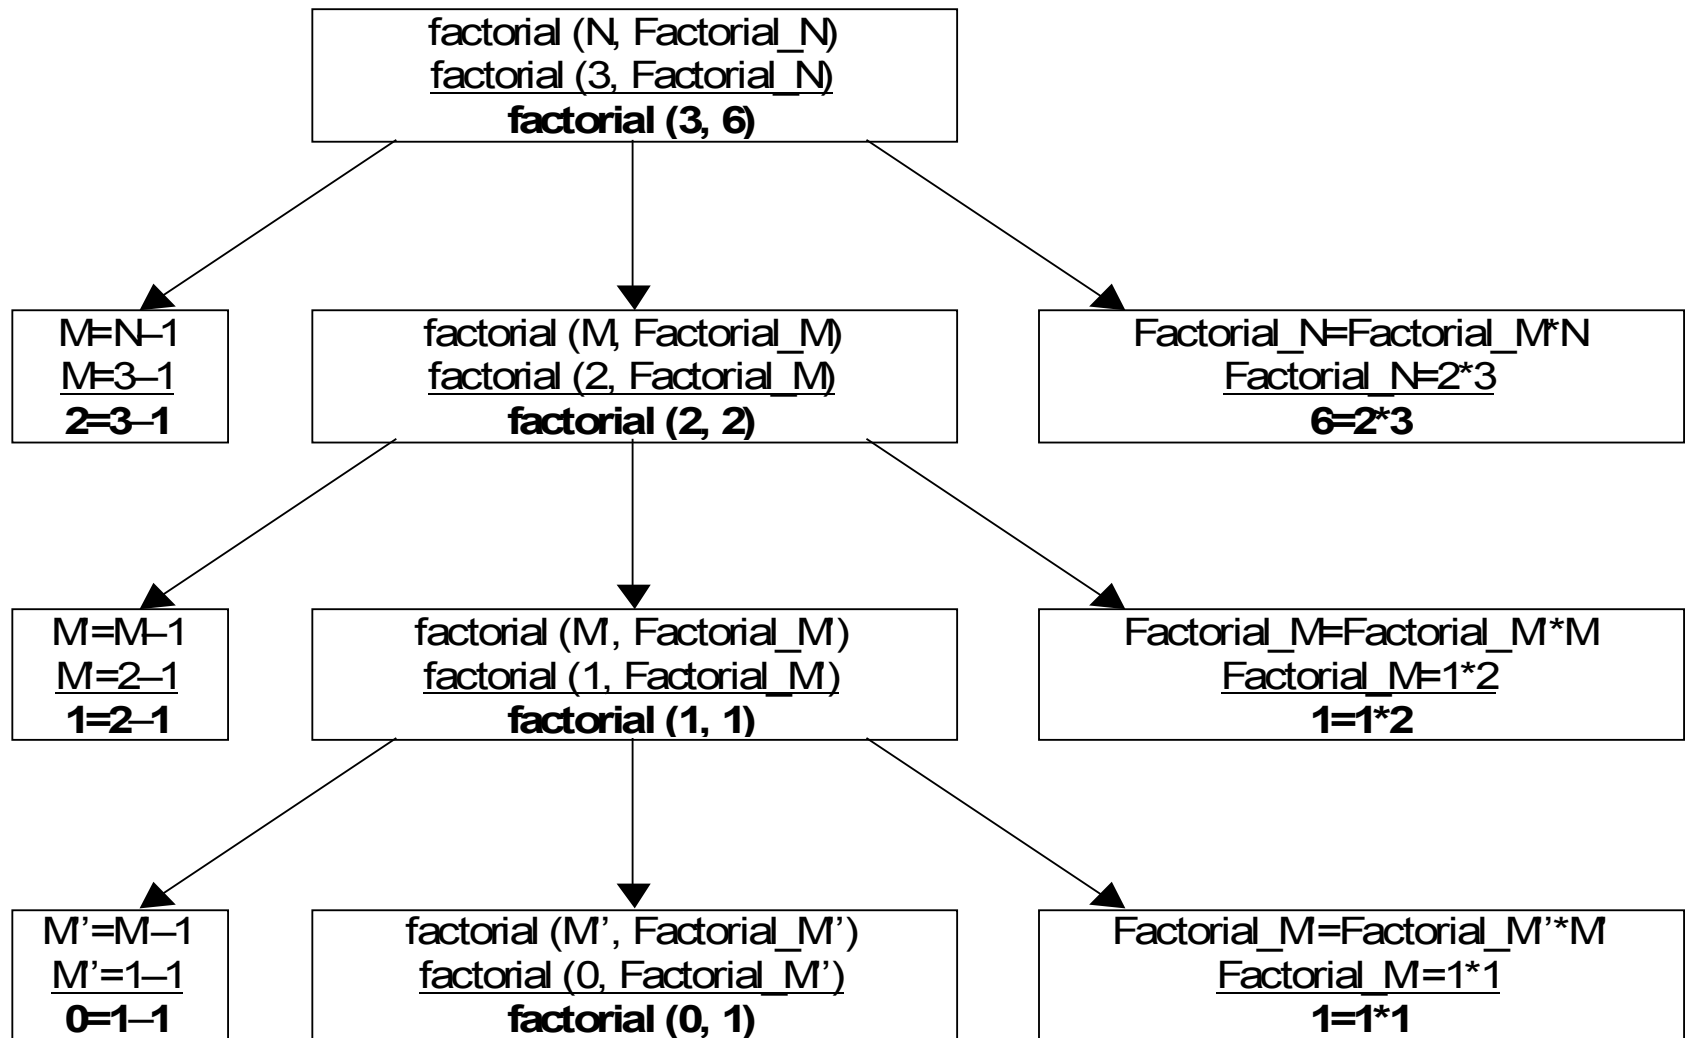 factorial (N, Factorial_N)
factorial (3, Factorial_N)
factorial (3, 6)
M=N–1
M=3–1
2=3–1
factorial (M, Factorial_M)
factorial (2, Factorial_M)
factorial (2, 2)
Factorial_N=Factorial_M*N
Factorial_N=2*3
6=2*3
M'=M–1
M'=2–1
1=2–1
factorial (M', Factorial_M')
factorial (1, Factorial_M')
factorial (1, 1)
Factorial_M=Factorial_M'*M
Factorial_M=1*2
1=1*2
M''=M'–1
M''=1–1
0=1–1
factorial (M'', Factorial_M'')
factorial (0, Factorial_M'')
factorial (0, 1)
Factorial_M'=Factorial_M''*M'
Factorial_M'=1*1
1=1*1